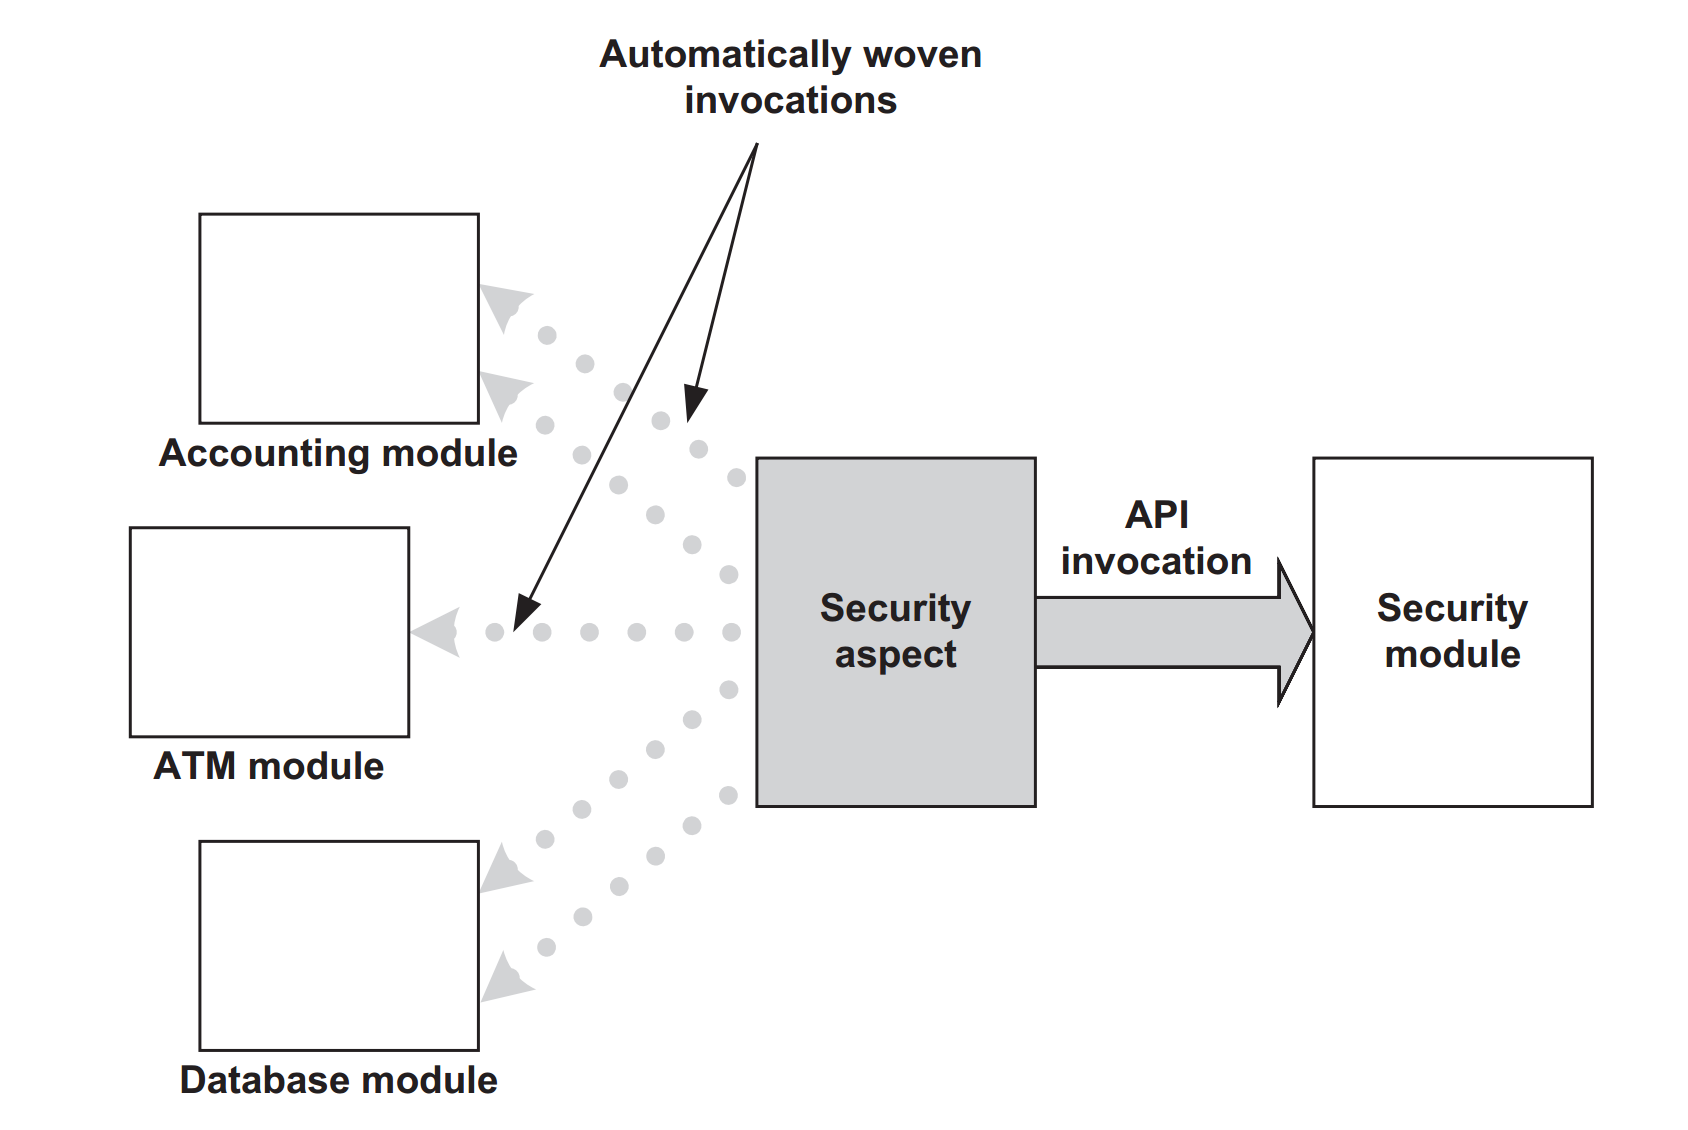 Automatically woven
invocations
Accounting module
API
invocation
Security
aspect
Security
module
ATM module
Database module